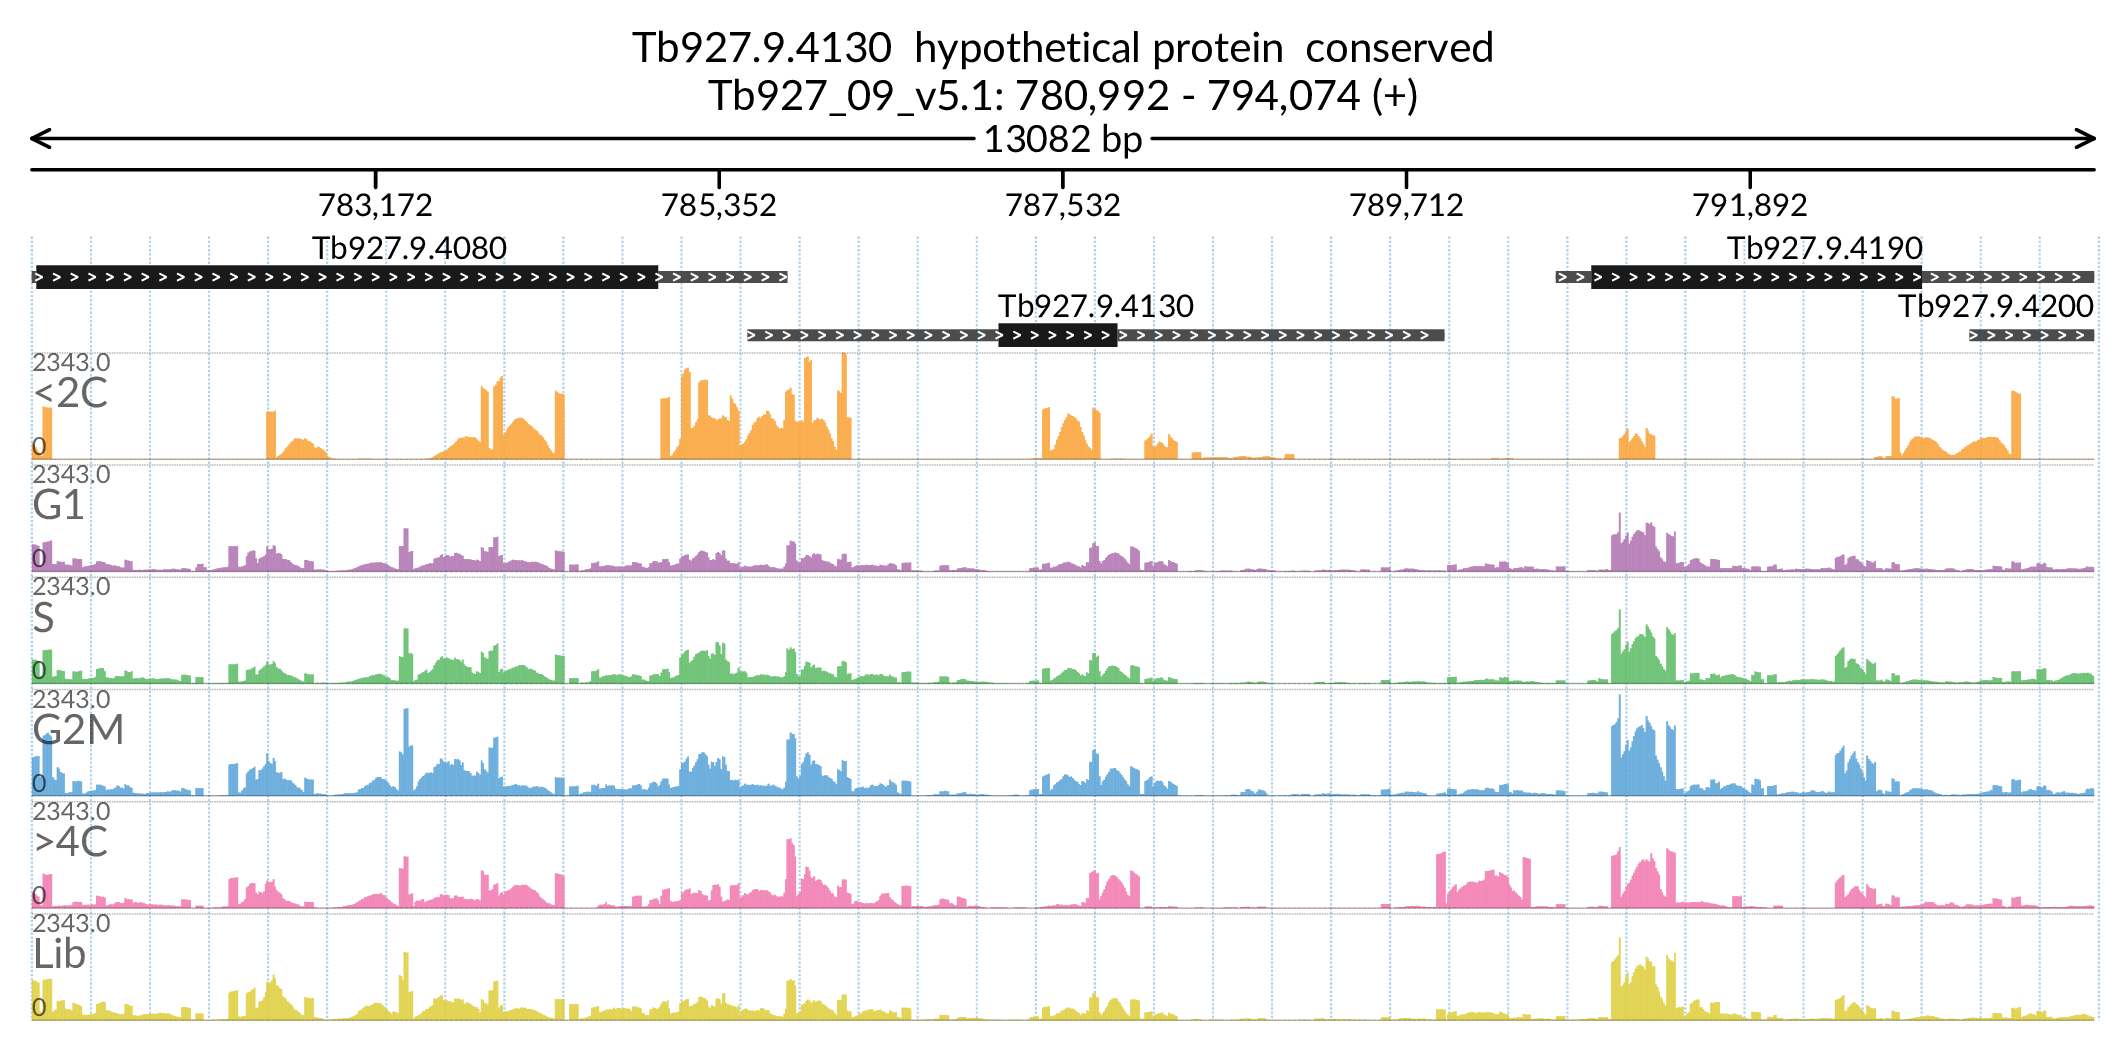 Tb927.9.4130  hypothetical protein  conserved
Tb927_09_v5.1: 780,992 - 794,074 (+)
13082 bp
783,172 785,352 787,532 789,712 791,892
Tb927.9.4080 Tb927.9.4190
Tb927.9.4130 Tb927.9.4200
2343.0
<2C
0
2343.0
G1
0
2343.0
S
0
2343.0
G2M
0
2343.0
>4C
0
2343.0
Lib
0